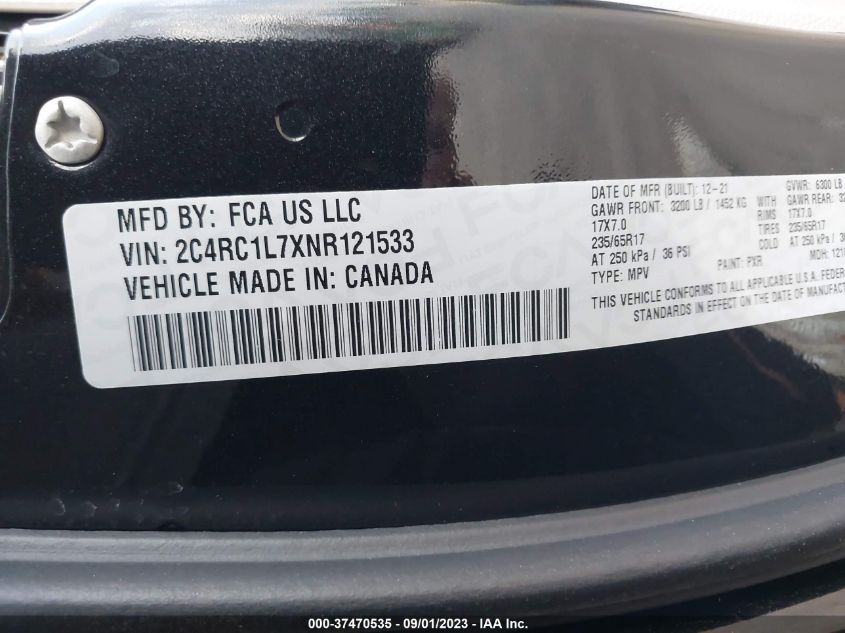 MFD BY: FCA US LLC
VIN: 2C4RC1L7XNR121533
VEHICLE MADE IN: CANADA
DATE OF MFR (BUILT): 12-21 GVWR: 6300 LB
GAWR FRONT: 3200 LB / 1452 KG WITH GAWR REAR:
17X7.0 RIMS 17X7.0
235/65R17 TIRES 235/65R17
AT 250 kPa / 36 PSI COLD AT 250 kPa /
TYPE: MPV PAINT: PXR MDH:
THIS VEHICLE CONFORMS TO ALL APPLICABLE U.S.A.
STANDARDS IN EFFECT ON THE DATE OF MANUFACT
000-37470535 - 09/01/2023 - IAA Inc.